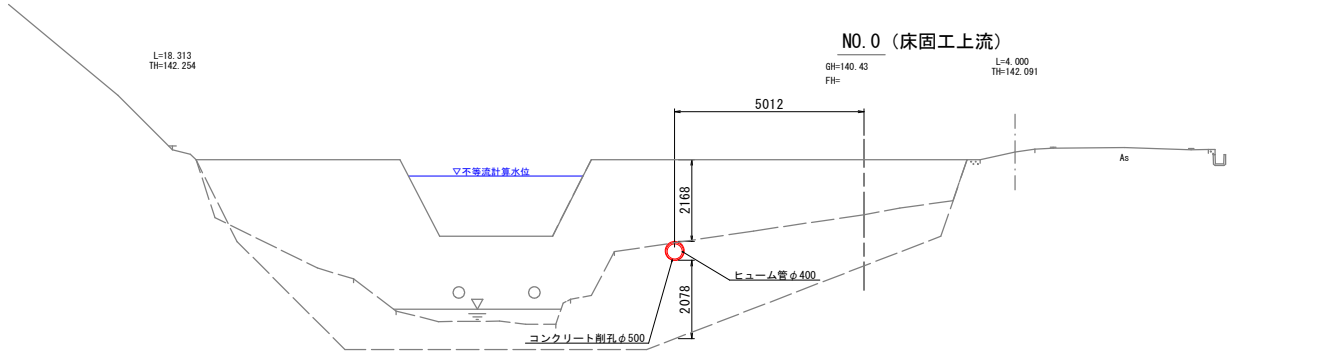 NO.0（床固工上流）
L=18.313
TH=142.254
GH=140.43
FH=
L=4.000
TH=142.091
5012
As
▽不等流計算水位
2168
ヒューム管φ400
2078
コンクリート削孔φ500